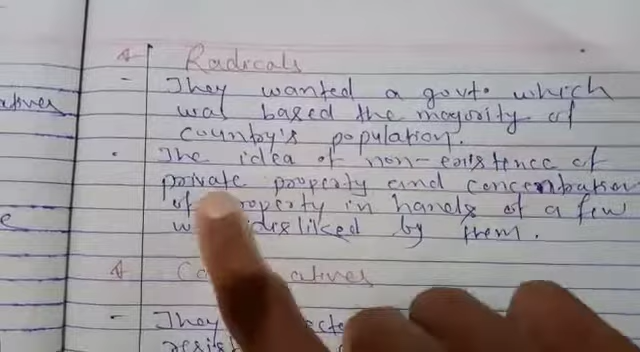 Radicals
- They wanted a govt. which
atives
was based the majority of
country's population.
. The idea of non-existence of
private property and concentration
of property in hands of a few
disliked by them.
e
- They